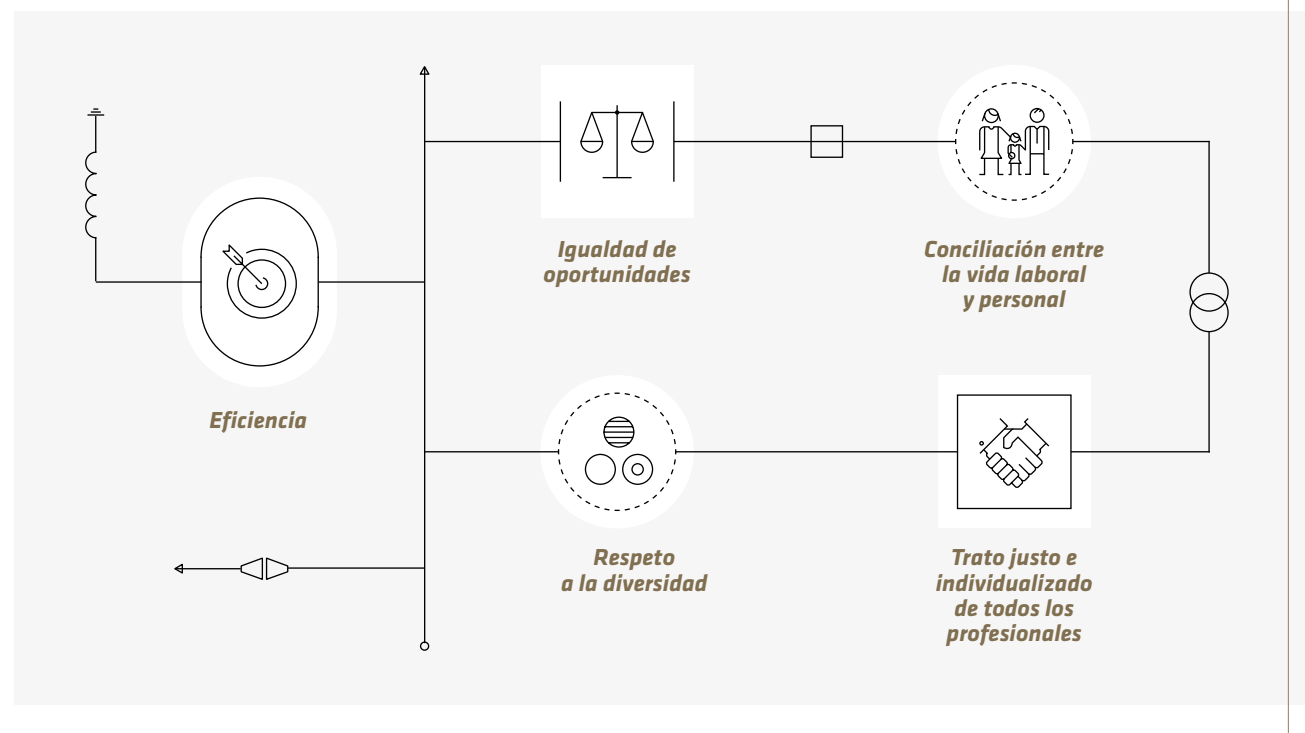 Igualdad de
oportunidades
Conciliación entre
la vida laboral
y personal
Eficiencia
Respeto
a la diversidad
Trato justo e
individualizado
de todos los
profesionales